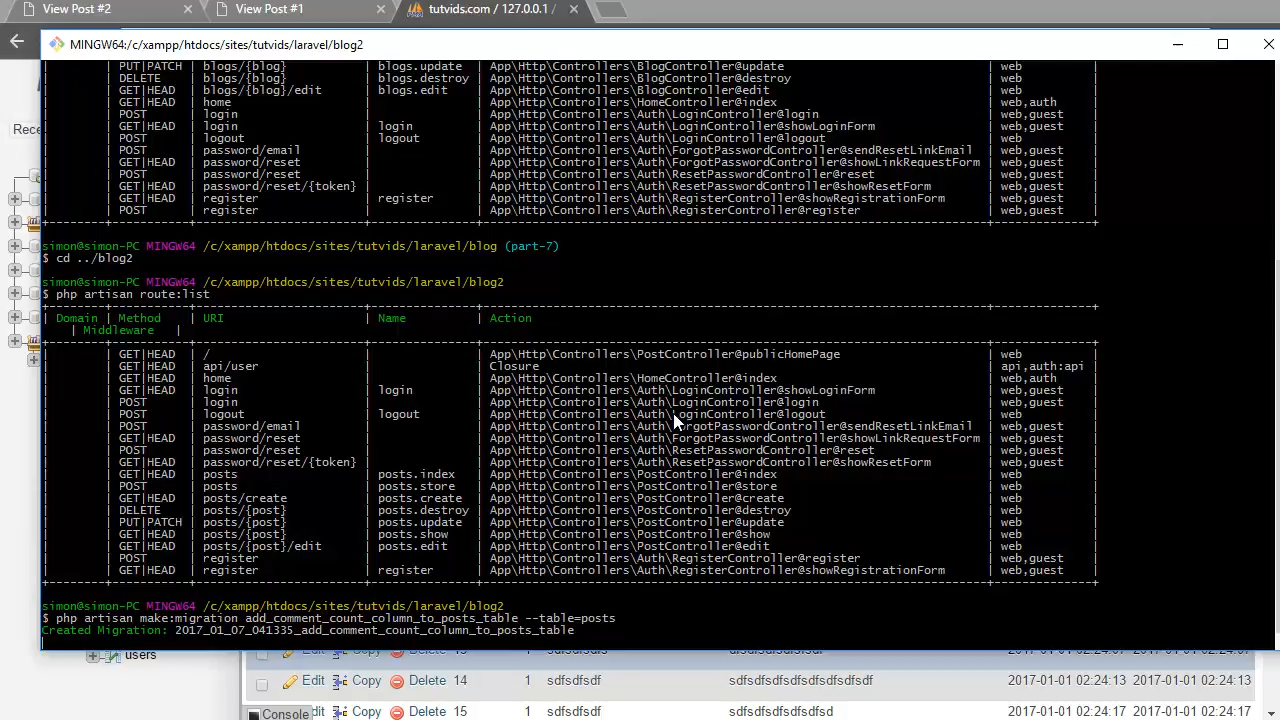 View Post #2 × View Post #1 × tutvids.com / 127.0.0.1 / ×
MINGW64:/c/xampp/htdocs/sites/tutvids/laravel/blog2
| | PUT|PATCH | blogs/{blog} | blogs.update | App\Http\Controllers\BlogController@update | web |
| | DELETE | blogs/{blog} | blogs.destroy | App\Http\Controllers\BlogController@destroy | web |
| | GET|HEAD | blogs/{blog}/edit | blogs.edit | App\Http\Controllers\BlogController@edit | web |
| | GET|HEAD | home | | App\Http\Controllers\HomeController@index | web,auth |
| | POST | login | | App\Http\Controllers\Auth\LoginController@login | web,guest |
| | GET|HEAD | login | login | App\Http\Controllers\Auth\LoginController@showLoginForm | web,guest |
| | POST | logout | logout | App\Http\Controllers\Auth\LoginController@logout | web |
| | POST | password/email | | App\Http\Controllers\Auth\ForgotPasswordController@sendResetLinkEmail | web,guest |
| | GET|HEAD | password/reset | | App\Http\Controllers\Auth\ForgotPasswordController@showLinkRequestForm | web,guest |
| | POST | password/reset | | App\Http\Controllers\Auth\ResetPasswordController@reset | web,guest |
| | GET|HEAD | password/reset/{token} | | App\Http\Controllers\Auth\ResetPasswordController@showResetForm | web,guest |
| | GET|HEAD | register | register | App\Http\Controllers\Auth\RegisterController@showRegistrationForm | web,guest |
| | POST | register | | App\Http\Controllers\Auth\RegisterController@register | web,guest |
simon@simon-PC MINGW64 /c/xampp/htdocs/sites/tutvids/laravel/blog (part-7)
$ cd ../blog2
simon@simon-PC MINGW64 /c/xampp/htdocs/sites/tutvids/laravel/blog2
$ php artisan route:list
| Domain | Method | URI | Name | Action
| Middleware |
| | GET|HEAD | / | | App\Http\Controllers\PostController@publicHomePage | web |
| | GET|HEAD | api/user | | Closure | api,auth:api |
| | GET|HEAD | home | | App\Http\Controllers\HomeController@index | web,auth |
| | GET|HEAD | login | login | App\Http\Controllers\Auth\LoginController@showLoginForm | web,guest |
| | POST | login | | App\Http\Controllers\Auth\LoginController@login | web,guest |
| | POST | logout | logout | App\Http\Controllers\Auth\LoginController@logout | web |
| | POST | password/email | | App\Http\Controllers\Auth\ForgotPasswordController@sendResetLinkEmail | web,guest |
| | GET|HEAD | password/reset | | App\Http\Controllers\Auth\ForgotPasswordController@showLinkRequestForm | web,guest |
| | POST | password/reset | | App\Http\Controllers\Auth\ResetPasswordController@reset | web,guest |
| | GET|HEAD | password/reset/{token} | | App\Http\Controllers\Auth\ResetPasswordController@showResetForm | web,guest |
| | GET|HEAD | posts | posts.index | App\Http\Controllers\PostController@index | web |
| | POST | posts | posts.store | App\Http\Controllers\PostController@store | web |
| | GET|HEAD | posts/create | posts.create | App\Http\Controllers\PostController@create | web |
| | DELETE | posts/{post} | posts.destroy | App\Http\Controllers\PostController@destroy | web |
| | PUT|PATCH | posts/{post} | posts.update | App\Http\Controllers\PostController@update | web |
| | GET|HEAD | posts/{post} | posts.show | App\Http\Controllers\PostController@show | web |
| | GET|HEAD | posts/{post}/edit | posts.edit | App\Http\Controllers\PostController@edit | web |
| | POST | register | | App\Http\Controllers\Auth\RegisterController@register | web,guest |
| | GET|HEAD | register | register | App\Http\Controllers\Auth\RegisterController@showRegistrationForm | web,guest |
simon@simon-PC MINGW64 /c/xampp/htdocs/sites/tutvids/laravel/blog2
$ php artisan make:migration add_comment_count_column_to_posts_table --table=posts
Created Migration: 2017_01_07_041335_add_comment_count_column_to_posts_table
Rece
users
Edit Copy Delete 13 1 sdfsdfsdf
Edit Copy Delete 14 1 sdfsdfsdf sdfsdfsdfsdfsdfsdfsdfsdf 2017-01-01 02:24:13 2017-01-01 02:24:13
Console
dit Copy Delete 15 1 sdfsdfsdf sdfsdfsdfsdfsdfsd 2017-01-01 02:24:17 2017-01-01 02:24:17